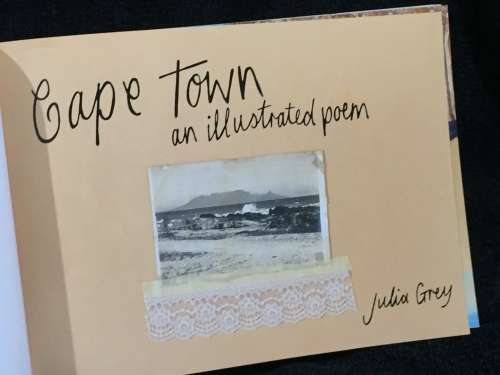 Cape Town
an illustrated poem
Julia Grey